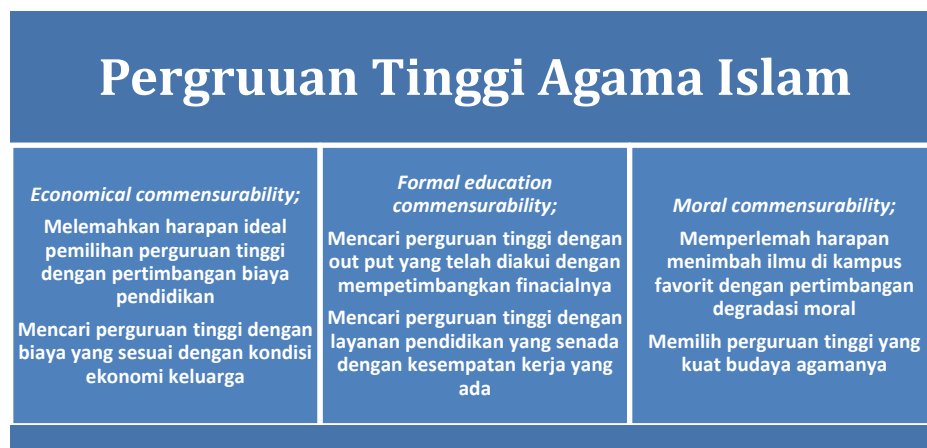 Pergruuan Tinggi Agama Islam
Economical commensurability;
Melemahkan harapan ideal
pemilihan perguruan tinggi
dengan pertimbangan biaya
pendidikan
Mencari perguruan tinggi dengan
biaya yang sesuai dengan kondisi
ekonomi keluarga
Formal education
commensurability;
Mencari perguruan tinggi dengan
out put yang telah diakui dengan
mempetimbangkan finacialnya
Mencari perguruan tinggi dengan
layanan pendidikan yang senada
dengan kesempatan kerja yang
ada
Moral commensurability;
Memperlemah harapan
menimbah ilmu di kampus
favorit dengan pertimbangan
degradasi moral
Memilih perguruan tinggi yang
kuat budaya agamanya